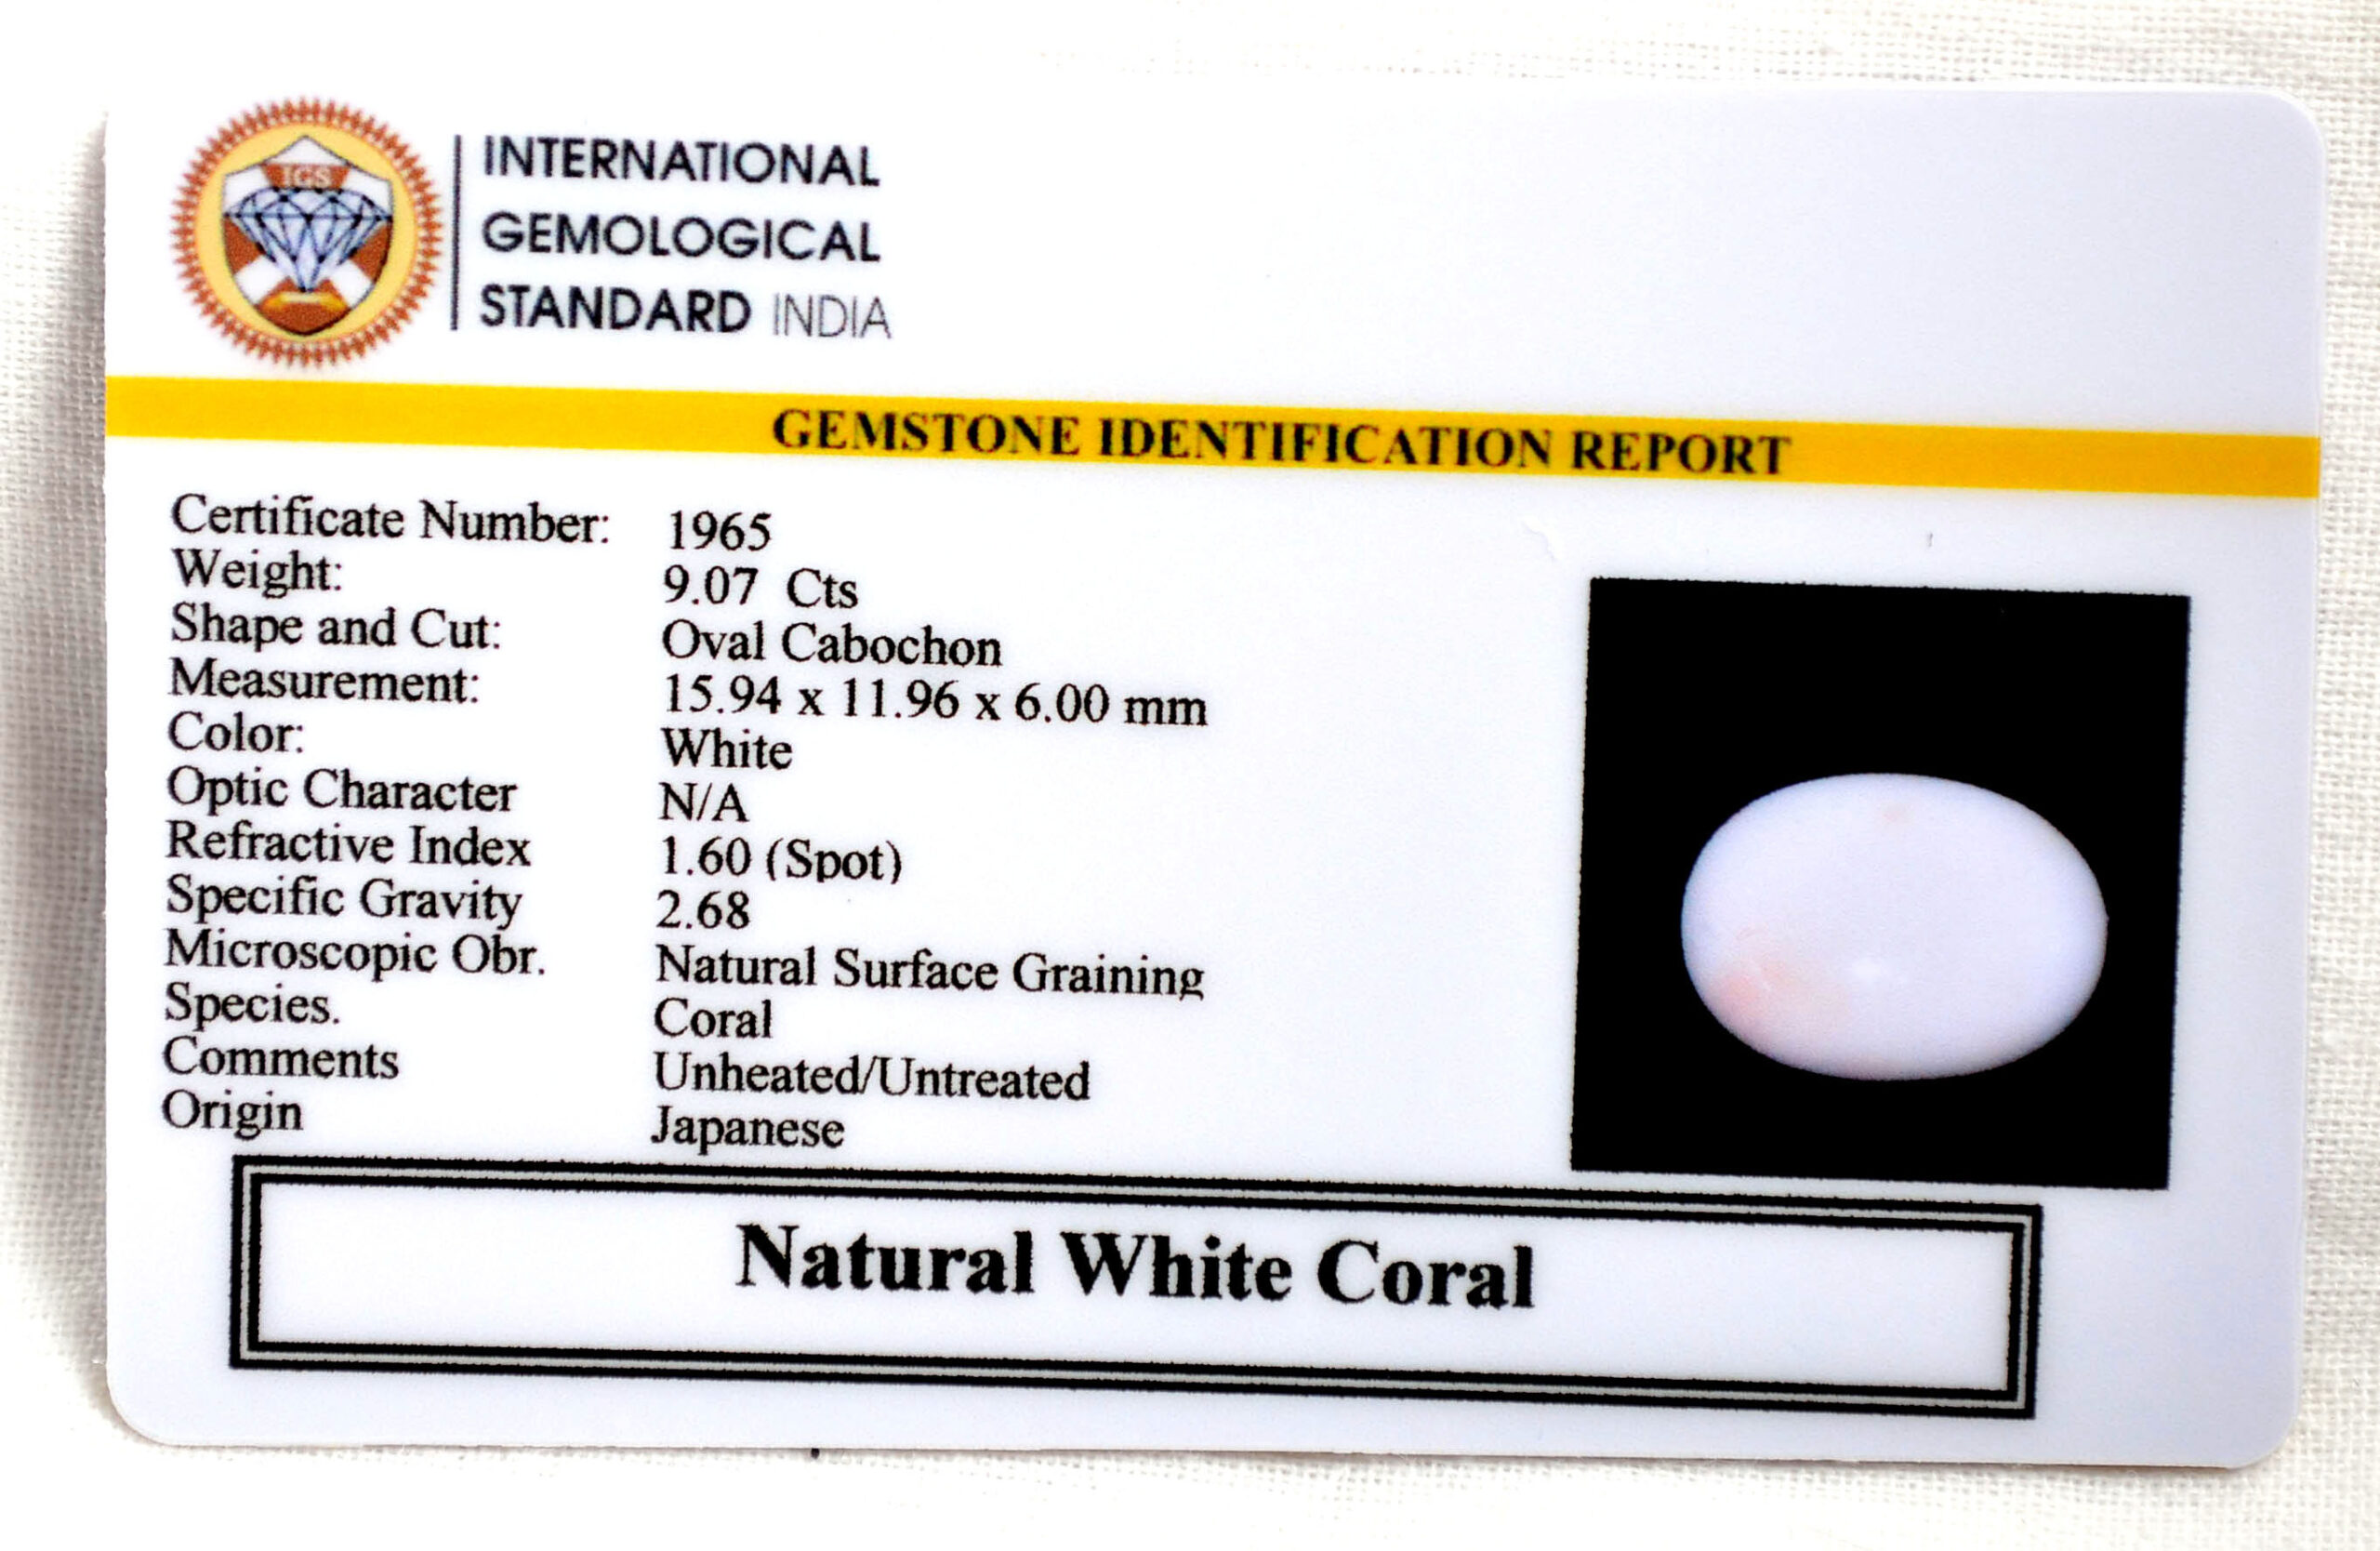 IGS
INTERNATIONAL
GEMOLOGICAL
STANDARD INDIA
GEMSTONE IDENTIFICATION REPORT
Certificate Number: 1965
Weight: 9.07 Cts
Shape and Cut: Oval Cabochon
Measurement: 15.94 x 11.96 x 6.00 mm
Color: White
Optic Character N/A
Refractive Index 1.60 (Spot)
Specific Gravity 2.68
Microscopic Obr. Natural Surface Graining
Species. Coral
Comments Unheated/Untreated
Origin Japanese
Natural White Coral